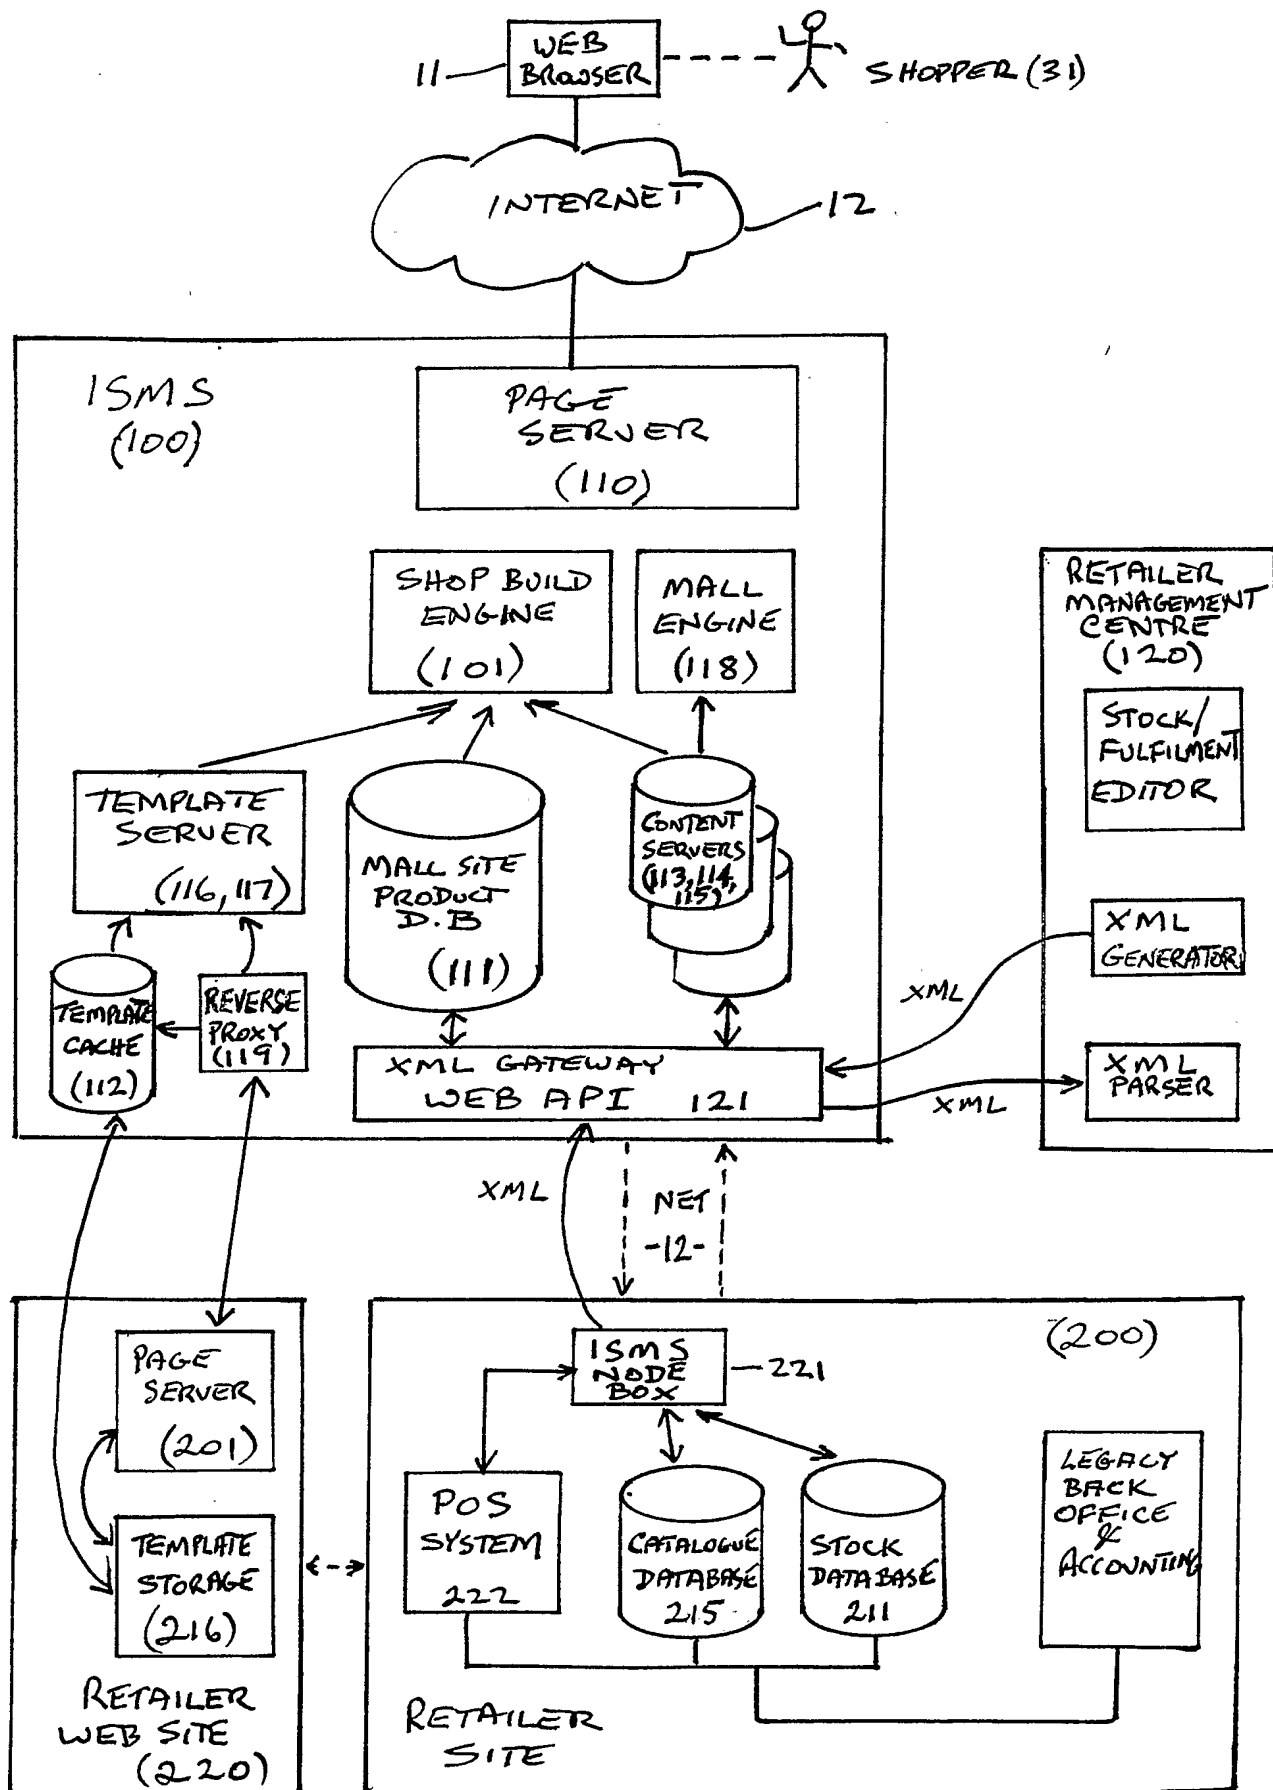 WEB
BROWSER
11
SHOPPER (31)
INTERNET
12
ISMS
(100)
PAGE
SERVER
(110)
SHOP BUILD
ENGINE
(101)
MALL
ENGINE
(118)
RETAILER
MANAGEMENT
CENTRE
(120)
STOCK/
FULFILMENT
EDITOR
TEMPLATE
SERVER
(116, 117)
MALL SITE
PRODUCT
D.B
(111)
CONTENT
SERVERS
(113, 114,
115)
XML
GENERATOR
TEMPLATE
CACHE
(112)
REVERSE
PROXY
(119)
XML
XML GATEWAY
WEB API 121
XML
PARSER
XML
XML
NET
-12-
PAGE
SERVER
(201)
TEMPLATE
STORAGE
(216)
RETAILER
WEB SITE
(220)
(200)
ISMS
NODE
BOX
221
POS
SYSTEM
222
CATALOGUE
DATABASE
215
STOCK
DATABASE
211
LEGACY
BACK
OFFICE
&
ACCOUNTING
RETAILER
SITE